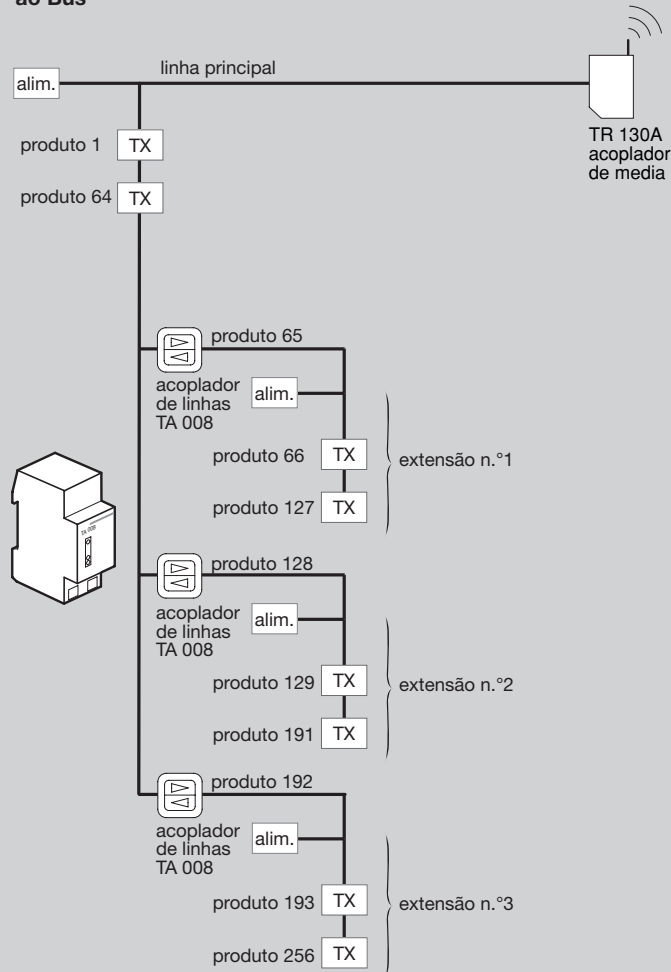 ao Bus
linha principal
alim.
TR 130A
acoplador
de media
produto 1
TX
produto 64
TX
produto 65
acoplador
de linhas
TA 008
alim.
produto 66
TX
extensão n.°1
produto 127
TX
TA 008
produto 128
acoplador
de linhas
TA 008
alim.
produto 129
TX
extensão n.°2
produto 191
TX
produto 192
acoplador
de linhas
TA 008
alim.
produto 193
TX
extensão n.°3
produto 256
TX